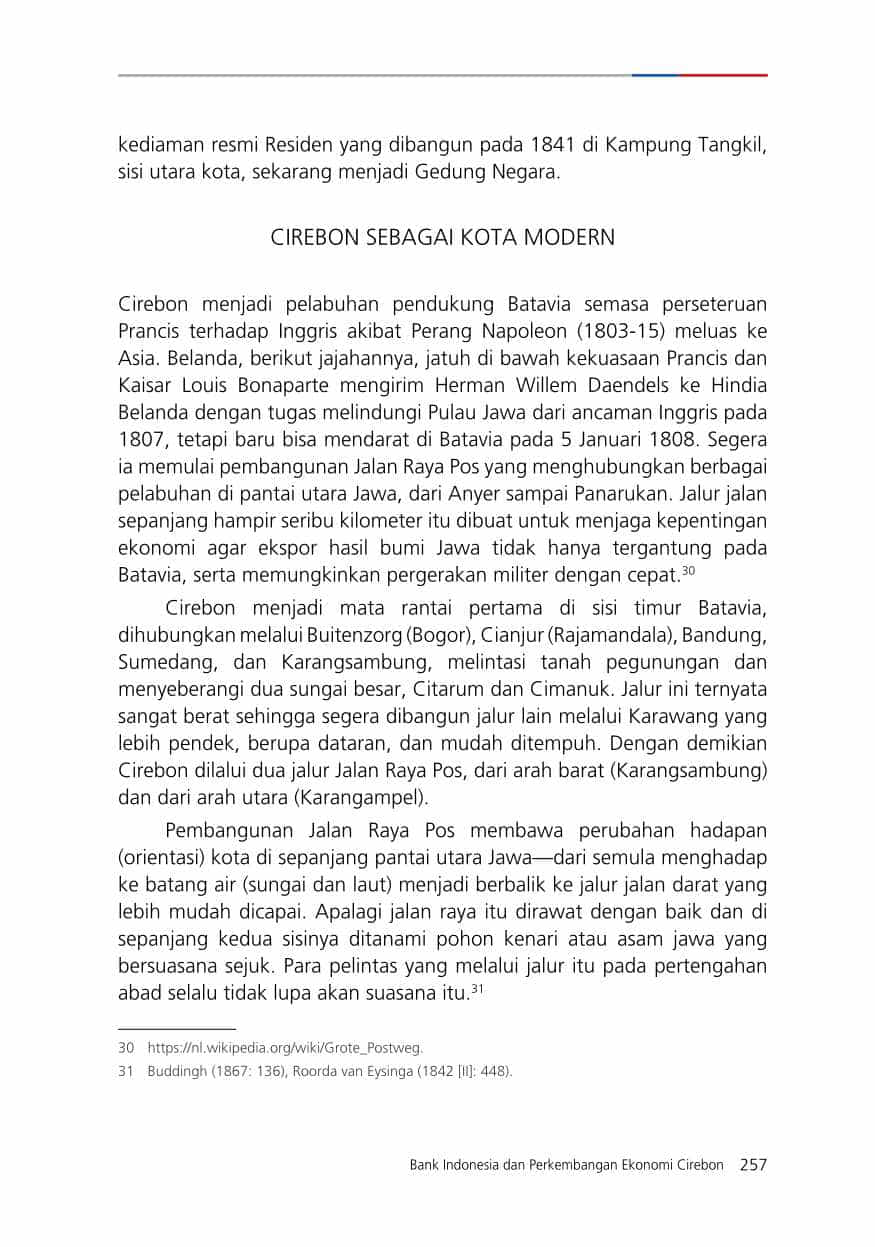 kediaman resmi Residen yang dibangun pada 1841 di Kampung Tangkil,
sisi utara kota, sekarang menjadi Gedung Negara.
CIREBON SEBAGAI KOTA MODERN
Cirebon menjadi pelabuhan pendukung Batavia semasa perseteruan
Prancis terhadap Inggris akibat Perang Napoleon (1803-15) meluas ke
Asia. Belanda, berikut jajahannya, jatuh di bawah kekuasaan Prancis dan
Kaisar Louis Bonaparte mengirim Herman Willem Daendels ke Hindia
Belanda dengan tugas melindungi Pulau Jawa dari ancaman Inggris pada
1807, tetapi baru bisa mendarat di Batavia pada 5 Januari 1808. Segera
ia memulai pembangunan Jalan Raya Pos yang menghubungkan berbagai
pelabuhan di pantai utara Jawa, dari Anyer sampai Panarukan. Jalur jalan
sepanjang hampir seribu kilometer itu dibuat untuk menjaga kepentingan
ekonomi agar ekspor hasil bumi Jawa tidak hanya tergantung pada
Batavia, serta memungkinkan pergerakan militer dengan cepat.30
Cirebon menjadi mata rantai pertama di sisi timur Batavia,
dihubungkan melalui Buitenzorg (Bogor), Cianjur (Rajamandala), Bandung,
Sumedang, dan Karangsambung, melintasi tanah pegunungan dan
menyeberangi dua sungai besar, Citarum dan Cimanuk. Jalur ini ternyata
sangat berat sehingga segera dibangun jalur lain melalui Karawang yang
lebih pendek, berupa dataran, dan mudah ditempuh. Dengan demikian
Cirebon dilalui dua jalur Jalan Raya Pos, dari arah barat (Karangsambung)
dan dari arah utara (Karangampel).
Pembangunan Jalan Raya Pos membawa perubahan hadapan
(orientasi) kota di sepanjang pantai utara Jawa—dari semula menghadap
ke batang air (sungai dan laut) menjadi berbalik ke jalur jalan darat yang
lebih mudah dicapai. Apalagi jalan raya itu dirawat dengan baik dan di
sepanjang kedua sisinya ditanami pohon kenari atau asam jawa yang
bersuasana sejuk. Para pelintas yang melalui jalur itu pada pertengahan
abad selalu tidak lupa akan suasana itu.31
30 https://nl.wikipedia.org/wiki/Grote_Postweg.
31 Buddingh (1867: 136), Roorda van Eysinga (1842 [II]: 448).
Bank Indonesia dan Perkembangan Ekonomi Cirebon 257